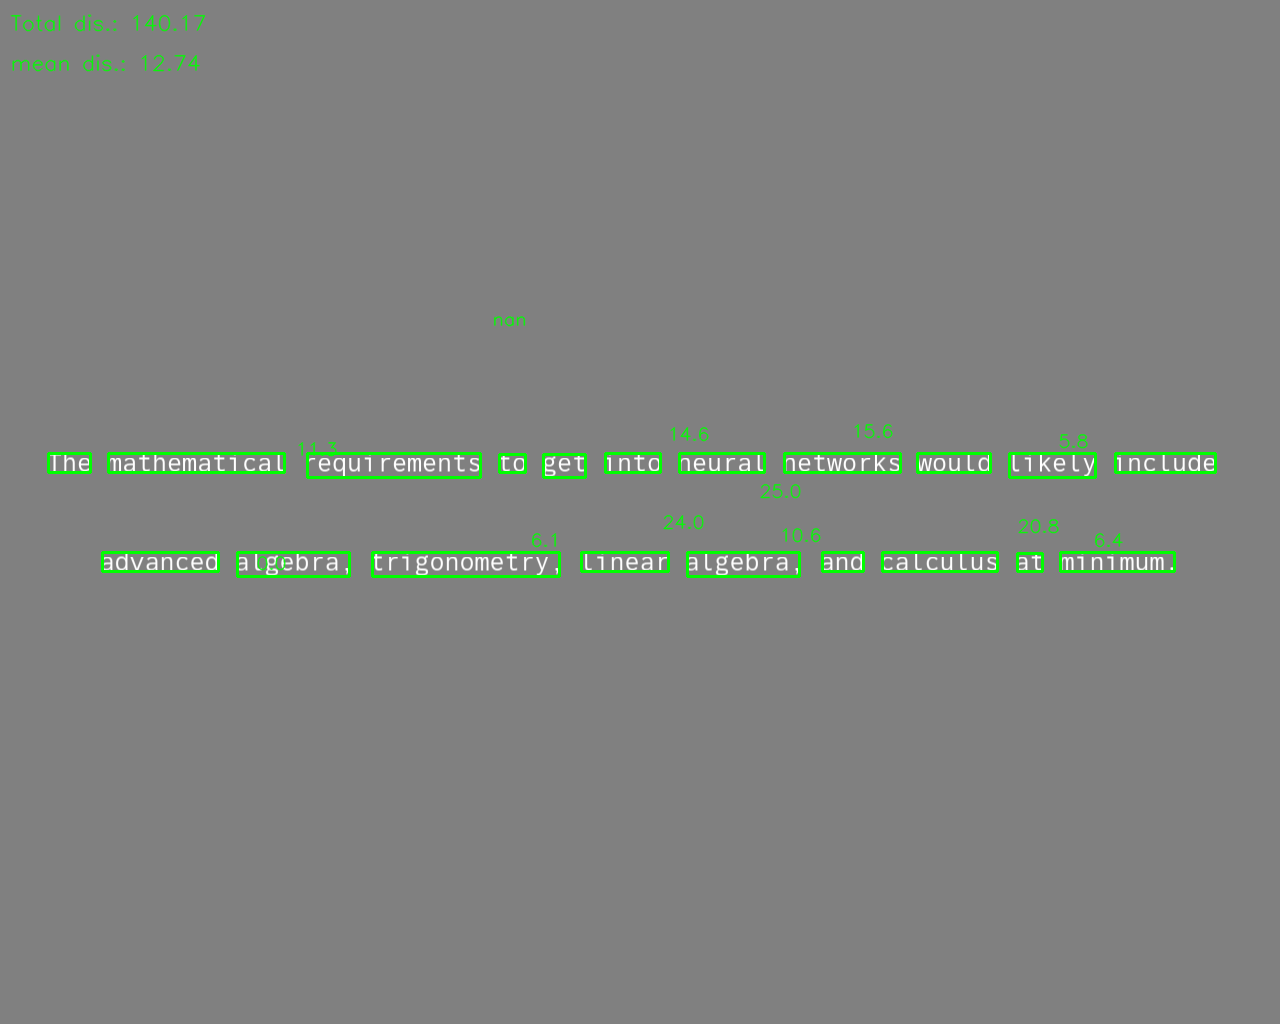 Total dis.: 140.17
mean dis.: 12.74
nan
11.3 14.6 15.6 5.8
The mathematical requirements to get into neural networks would likely include
25.0
24.0 20.8
6.1 10.6 6.4
advanced algebra, trigonometry, linear algebra, and calculus at minimum.